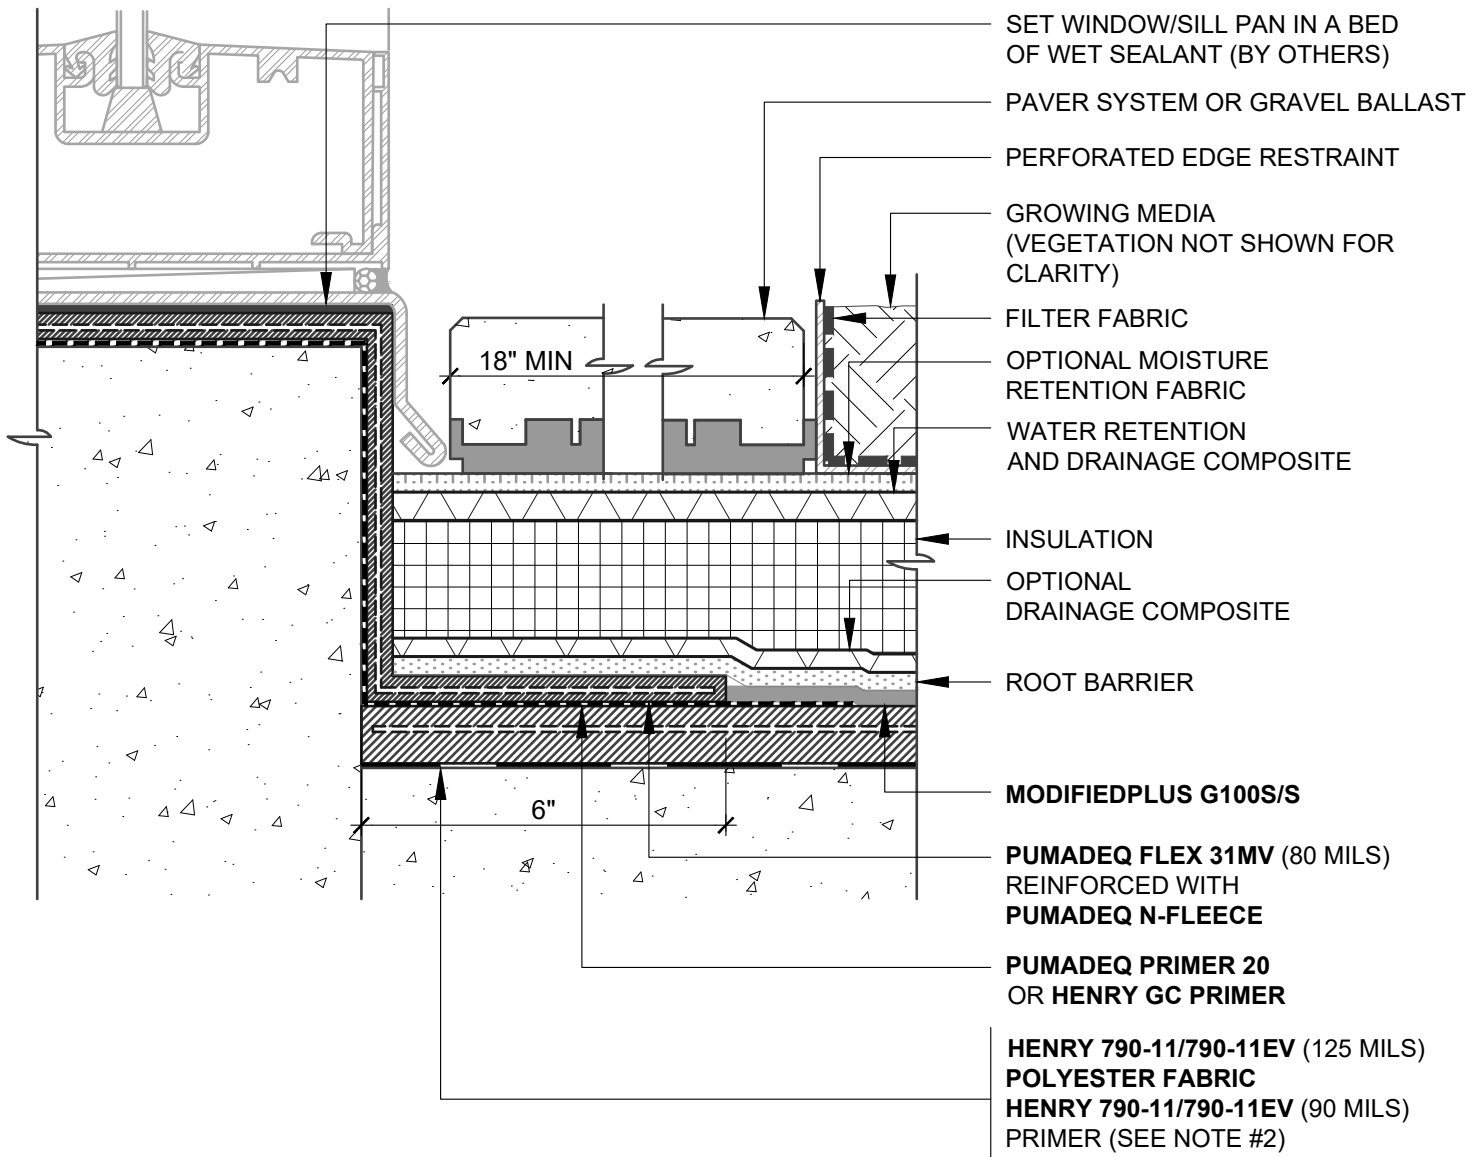 SET WINDOW/SILL PAN IN A BED
OF WET SEALANT (BY OTHERS)
PAVER SYSTEM OR GRAVEL BALLAST
PERFORATED EDGE RESTRAINT
GROWING MEDIA
(VEGETATION NOT SHOWN FOR
CLARITY)
FILTER FABRIC
18" MIN
OPTIONAL MOISTURE
RETENTION FABRIC
WATER RETENTION
AND DRAINAGE COMPOSITE
INSULATION
OPTIONAL
DRAINAGE COMPOSITE
ROOT BARRIER
MODIFIEDPLUS G100S/S
6"
PUMADEQ FLEX 31MV (80 MILS)
REINFORCED WITH
PUMADEQ N-FLEECE
PUMADEQ PRIMER 20
OR HENRY GC PRIMER
HENRY 790-11/790-11EV (125 MILS)
POLYESTER FABRIC
HENRY 790-11/790-11EV (90 MILS)
PRIMER (SEE NOTE #2)